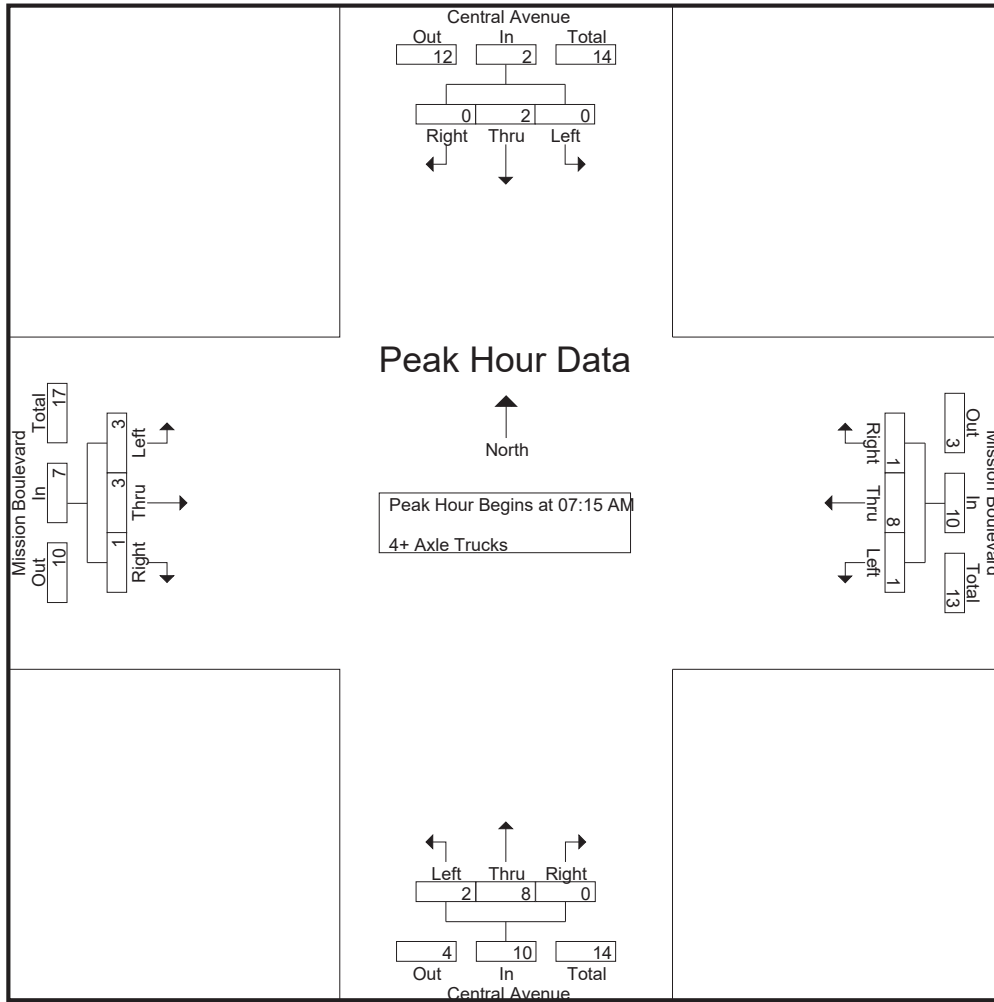 Central Avenue
Out In Total
12 2 14
0 2 0
Right Thru Left
Peak Hour Data
North
Peak Hour Begins at 07:15 AM
4+ Axle Trucks
Mission Boulevard
Total In Out
17 7 10
3 3 1
Left Thru Right
Right Thru Left
1 8 1
3 10 13
Out In Total
Mission Boulevard
Left Thru Right
2 8 0
4 10 14
Out In Total
Central Avenue